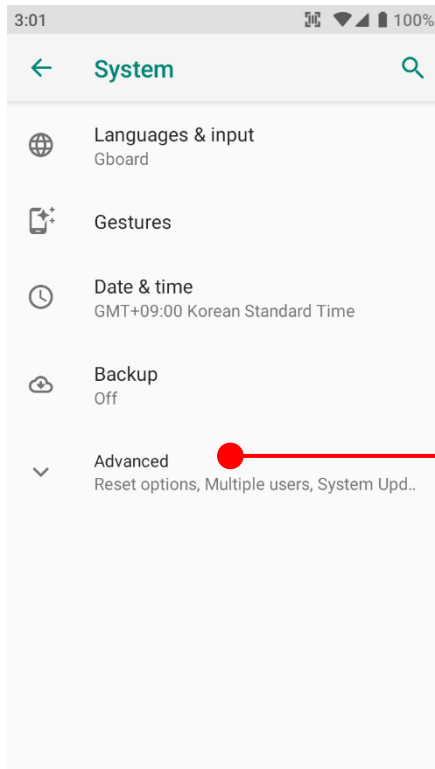 3:01
100%
System
Languages & input
Gboard
Gestures
Date & time
GMT+09:00 Korean Standard Time
Backup
Off
Advanced
Reset options, Multiple users, System Upd..